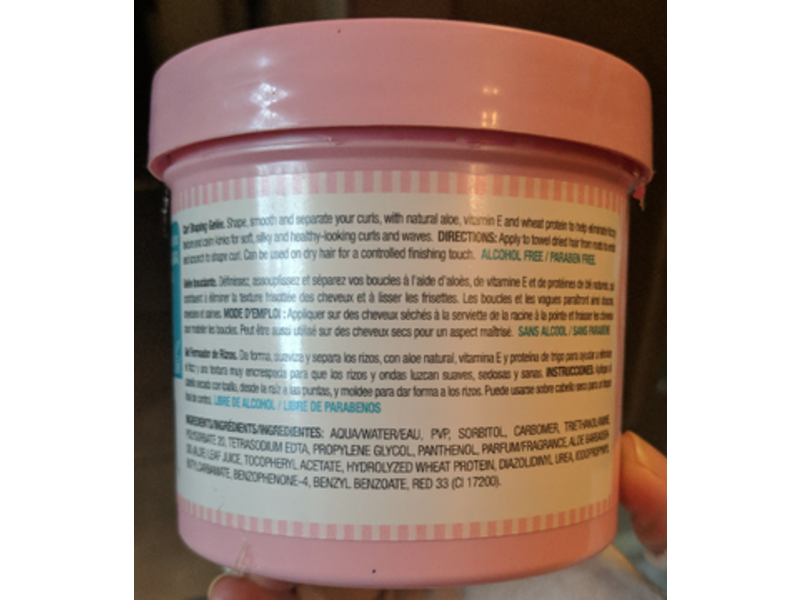 Curl Shaping Gelée. Shape, smooth and separate your curls, with natural aloe, vitamin E and wheat protein to help eliminate frizzy
texture and calm kinks for soft, silky and healthy-looking curls and waves. DIRECTIONS: Apply to towel dried hair from roots to ends
and scrunch to shape curl. Can be used on dry hair for a controlled finishing touch. ALCOHOL FREE / PARABEN FREE
Gelée bouclante. Définissez, assouplissez et séparez vos boucles à l'aide d'aloès, de vitamine E et de protéines de blé natures, qui
contribuent à éliminer la texture frisottée des cheveux et à lisser les frisettes. Les boucles et les vagues paraîtront ainsi douces,
soyeuses et saines. MODE D'EMPLOI : Appliquer sur des cheveux séchés à la serviette de la racine à la pointe et froisser les cheveux
pour modeler les boucles. Peut être aussi utilisé sur des cheveux secs pour un aspect maîtrisé. SANS ALCOOL / SANS PARABÈNE
Gel Formador de Rizos. Da forma, suaviza y separa los rizos, con aloe natural, vitamina E y proteína de trigo para ayudar a eliminar
el frizz y una textura muy encrespada para que los rizos y ondas luzcan suaves, sedosas y sanas. INSTRUCCIONES: Aplique al
cabello secado con toalla, desde la raíz a las puntas, y moldee para dar forma a los rizos. Puede usarse sobre cabello seco para un toque
final de control. LIBRE DE ALCOHOL / LIBRE DE PARABENOS
INGREDIENTS/INGRÉDIENTS/INGREDIENTES: AQUA/WATER/EAU, PVP, SORBITOL, CARBOMER, TRIETHANOLAMINE,
POLYSORBATE 20, TETRASODIUM EDTA, PROPYLENE GLYCOL, PANTHENOL, PARFUM/FRAGRANCE, ALOE BARBADEN-
SIS ALOE LEAF JUICE, TOCOPHERYL ACETATE, HYDROLYZED WHEAT PROTEIN, DIAZOLIDINYL UREA, IODOPROPYNYL
BUTYLCARBAMATE, BENZOPHENONE-4, BENZYL BENZOATE, RED 33 (CI 17200).